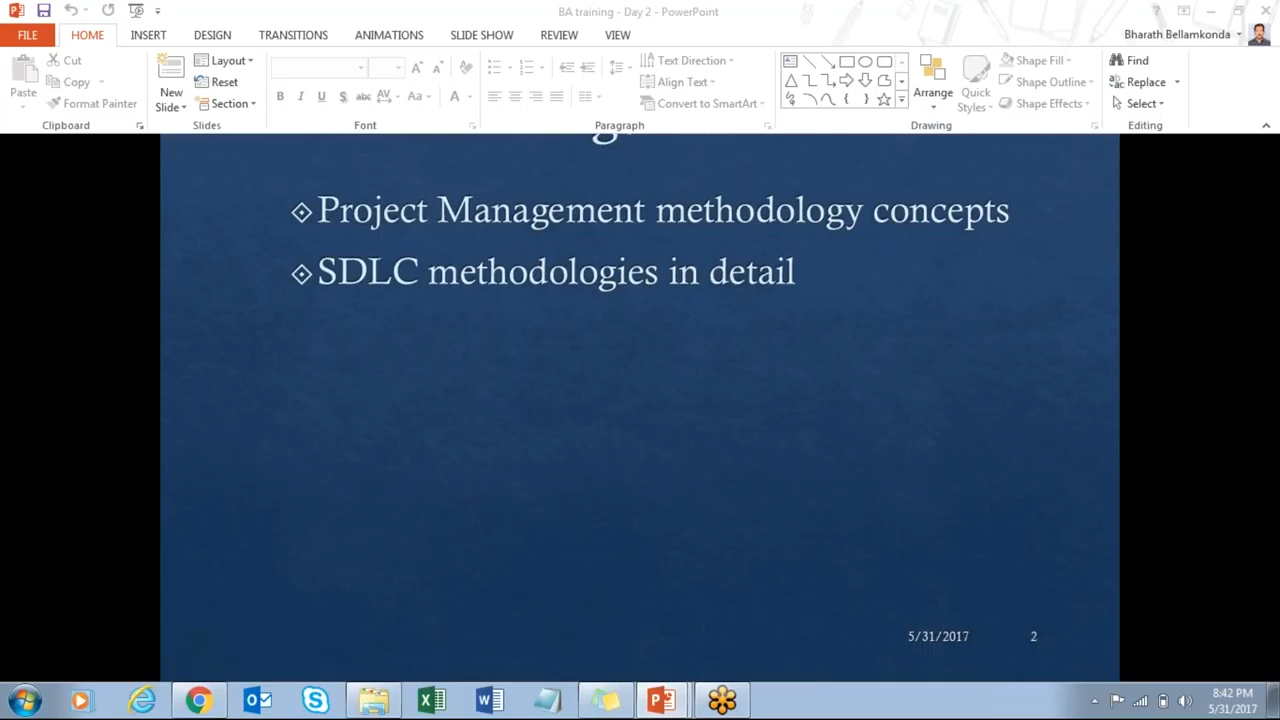 BA training - Day 2 - PowerPoint
FILE HOME INSERT DESIGN TRANSITIONS ANIMATIONS SLIDE SHOW REVIEW VIEW Bharath Bellamkonda
Paste
Cut
Copy
Format Painter
Clipboard
New Slide
Layout
Reset
Section
Slides
B I U S abc AV Aa A
Font
Text Direction
Align Text
Convert to SmartArt
Paragraph
Arrange
Quick Styles
Shape Fill
Shape Outline
Shape Effects
Drawing
Find
Replace
Select
Editing
Project Management methodology concepts
SDLC methodologies in detail
5/31/2017 2
8:42 PM
5/31/2017